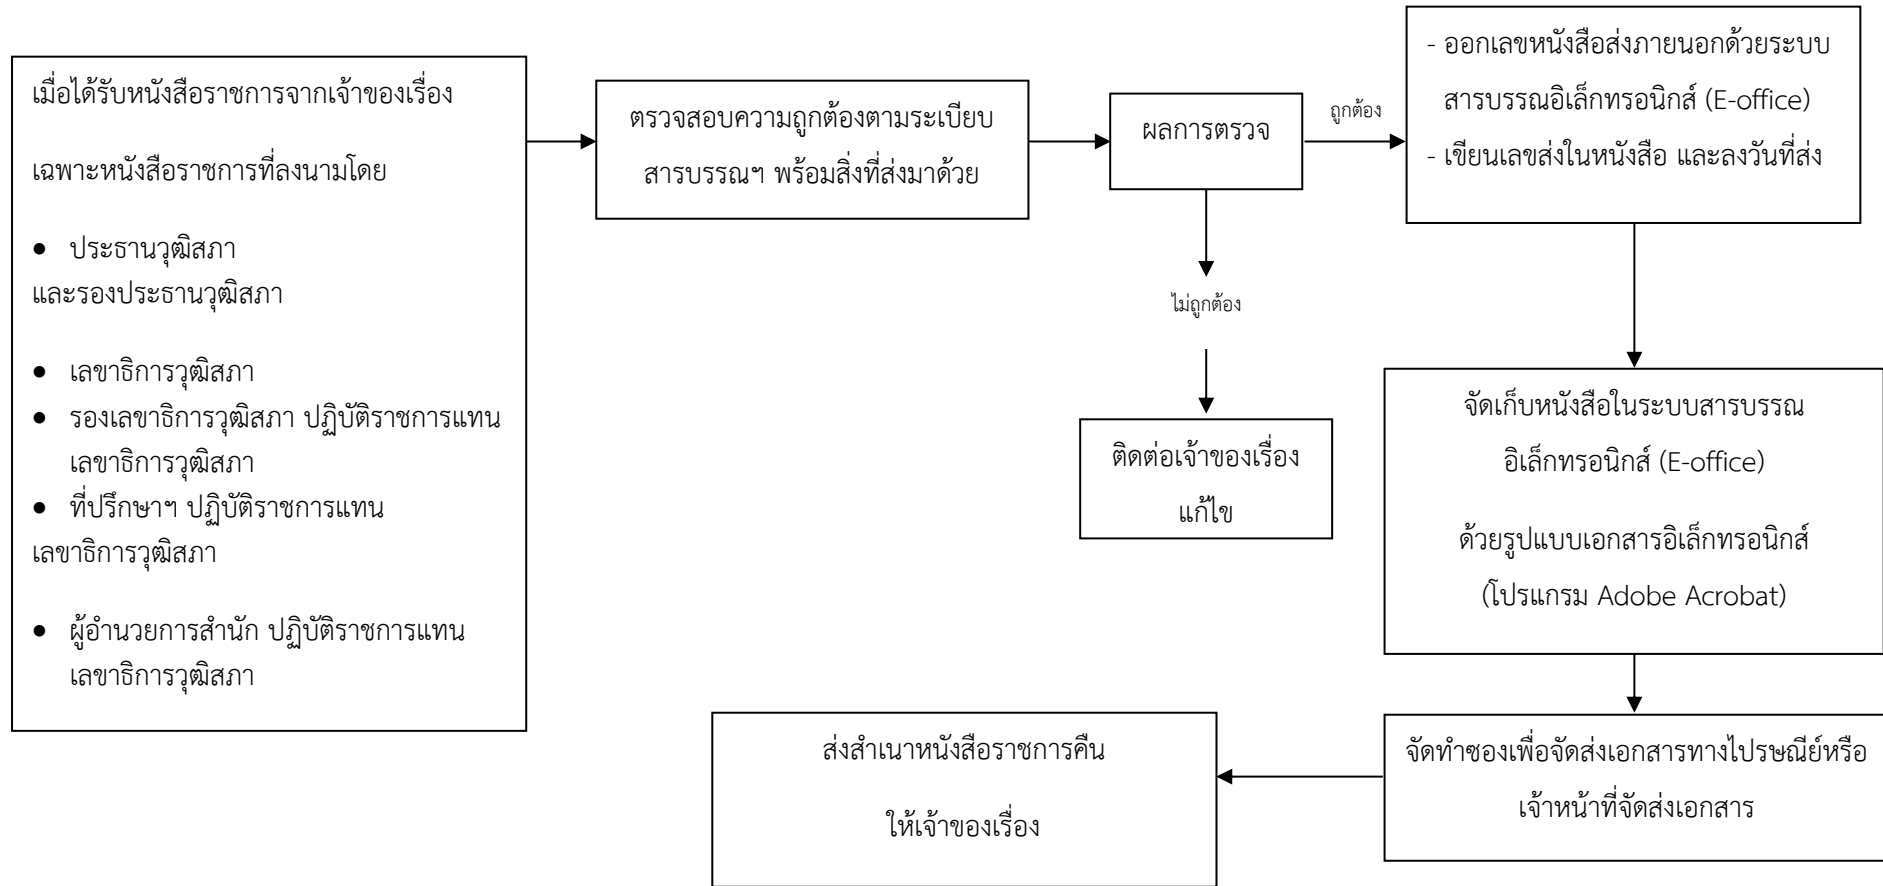 เมื่อได้รับหนังสือราชการจากเจ้าของเรื่อง
เฉพาะหนังสือราชการที่ลงนามโดย
● ประธานวุฒิสภา
และรองประธานวุฒิสภา
● เลขาธิการวุฒิสภา
● รองเลขาธิการวุฒิสภา ปฏิบัติราชการแทน
เลขาธิการวุฒิสภา
● ที่ปรึกษาฯ ปฏิบัติราชการแทน
เลขาธิการวุฒิสภา
● ผู้อำนวยการสำนัก ปฏิบัติราชการแทน
เลขาธิการวุฒิสภา
ตรวจสอบความถูกต้องตามระเบียบ
สารบรรณฯ พร้อมสิ่งที่ส่งมาด้วย
ผลการตรวจ
ถูกต้อง
- ออกเลขหนังสือส่งภายนอกด้วยระบบ
สารบรรณอิเล็กทรอนิกส์ (E-office)
- เขียนเลขส่งในหนังสือ และลงวันที่ส่ง
ไม่ถูกต้อง
ติดต่อเจ้าของเรื่อง
แก้ไข
จัดเก็บหนังสือในระบบสารบรรณ
อิเล็กทรอนิกส์ (E-office)
ด้วยรูปแบบเอกสารอิเล็กทรอนิกส์
(โปรแกรม Adobe Acrobat)
จัดทำซองเพื่อจัดส่งเอกสารทางไปรษณีย์หรือ
เจ้าหน้าที่จัดส่งเอกสาร
ส่งสำเนาหนังสือราชการคืน
ให้เจ้าของเรื่อง